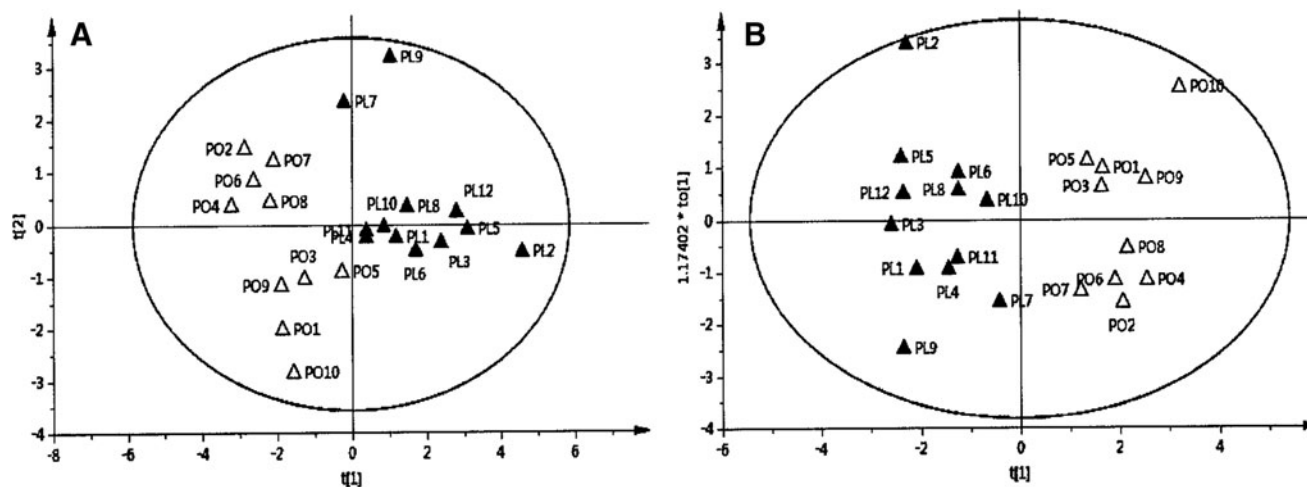 A
B
3
2
1
0
-1
-2
-3
-4
t[2]
-8
-6
-4
-2
0
2
4
6
t[1]
PL9
PL7
PO2
PO7
PO6
PO4
PO8
PL12
PL10
PL8
PL11
PL5
PL4
PL1
PL3
PL2
PL6
PO3
PO5
PO9
PO1
PO10
3
2
1
0
-1
-2
-3
-4
1.17402 * to[1]
-6
-4
-2
0
2
4
t[1]
PL2
PO10
PL5
PL6
PO5
PO1
PL12
PL8
PL10
PO3
PO9
PL3
PO8
PL11
PL1
PL4
PO6
PO4
PL7
PO7
PO2
PL9